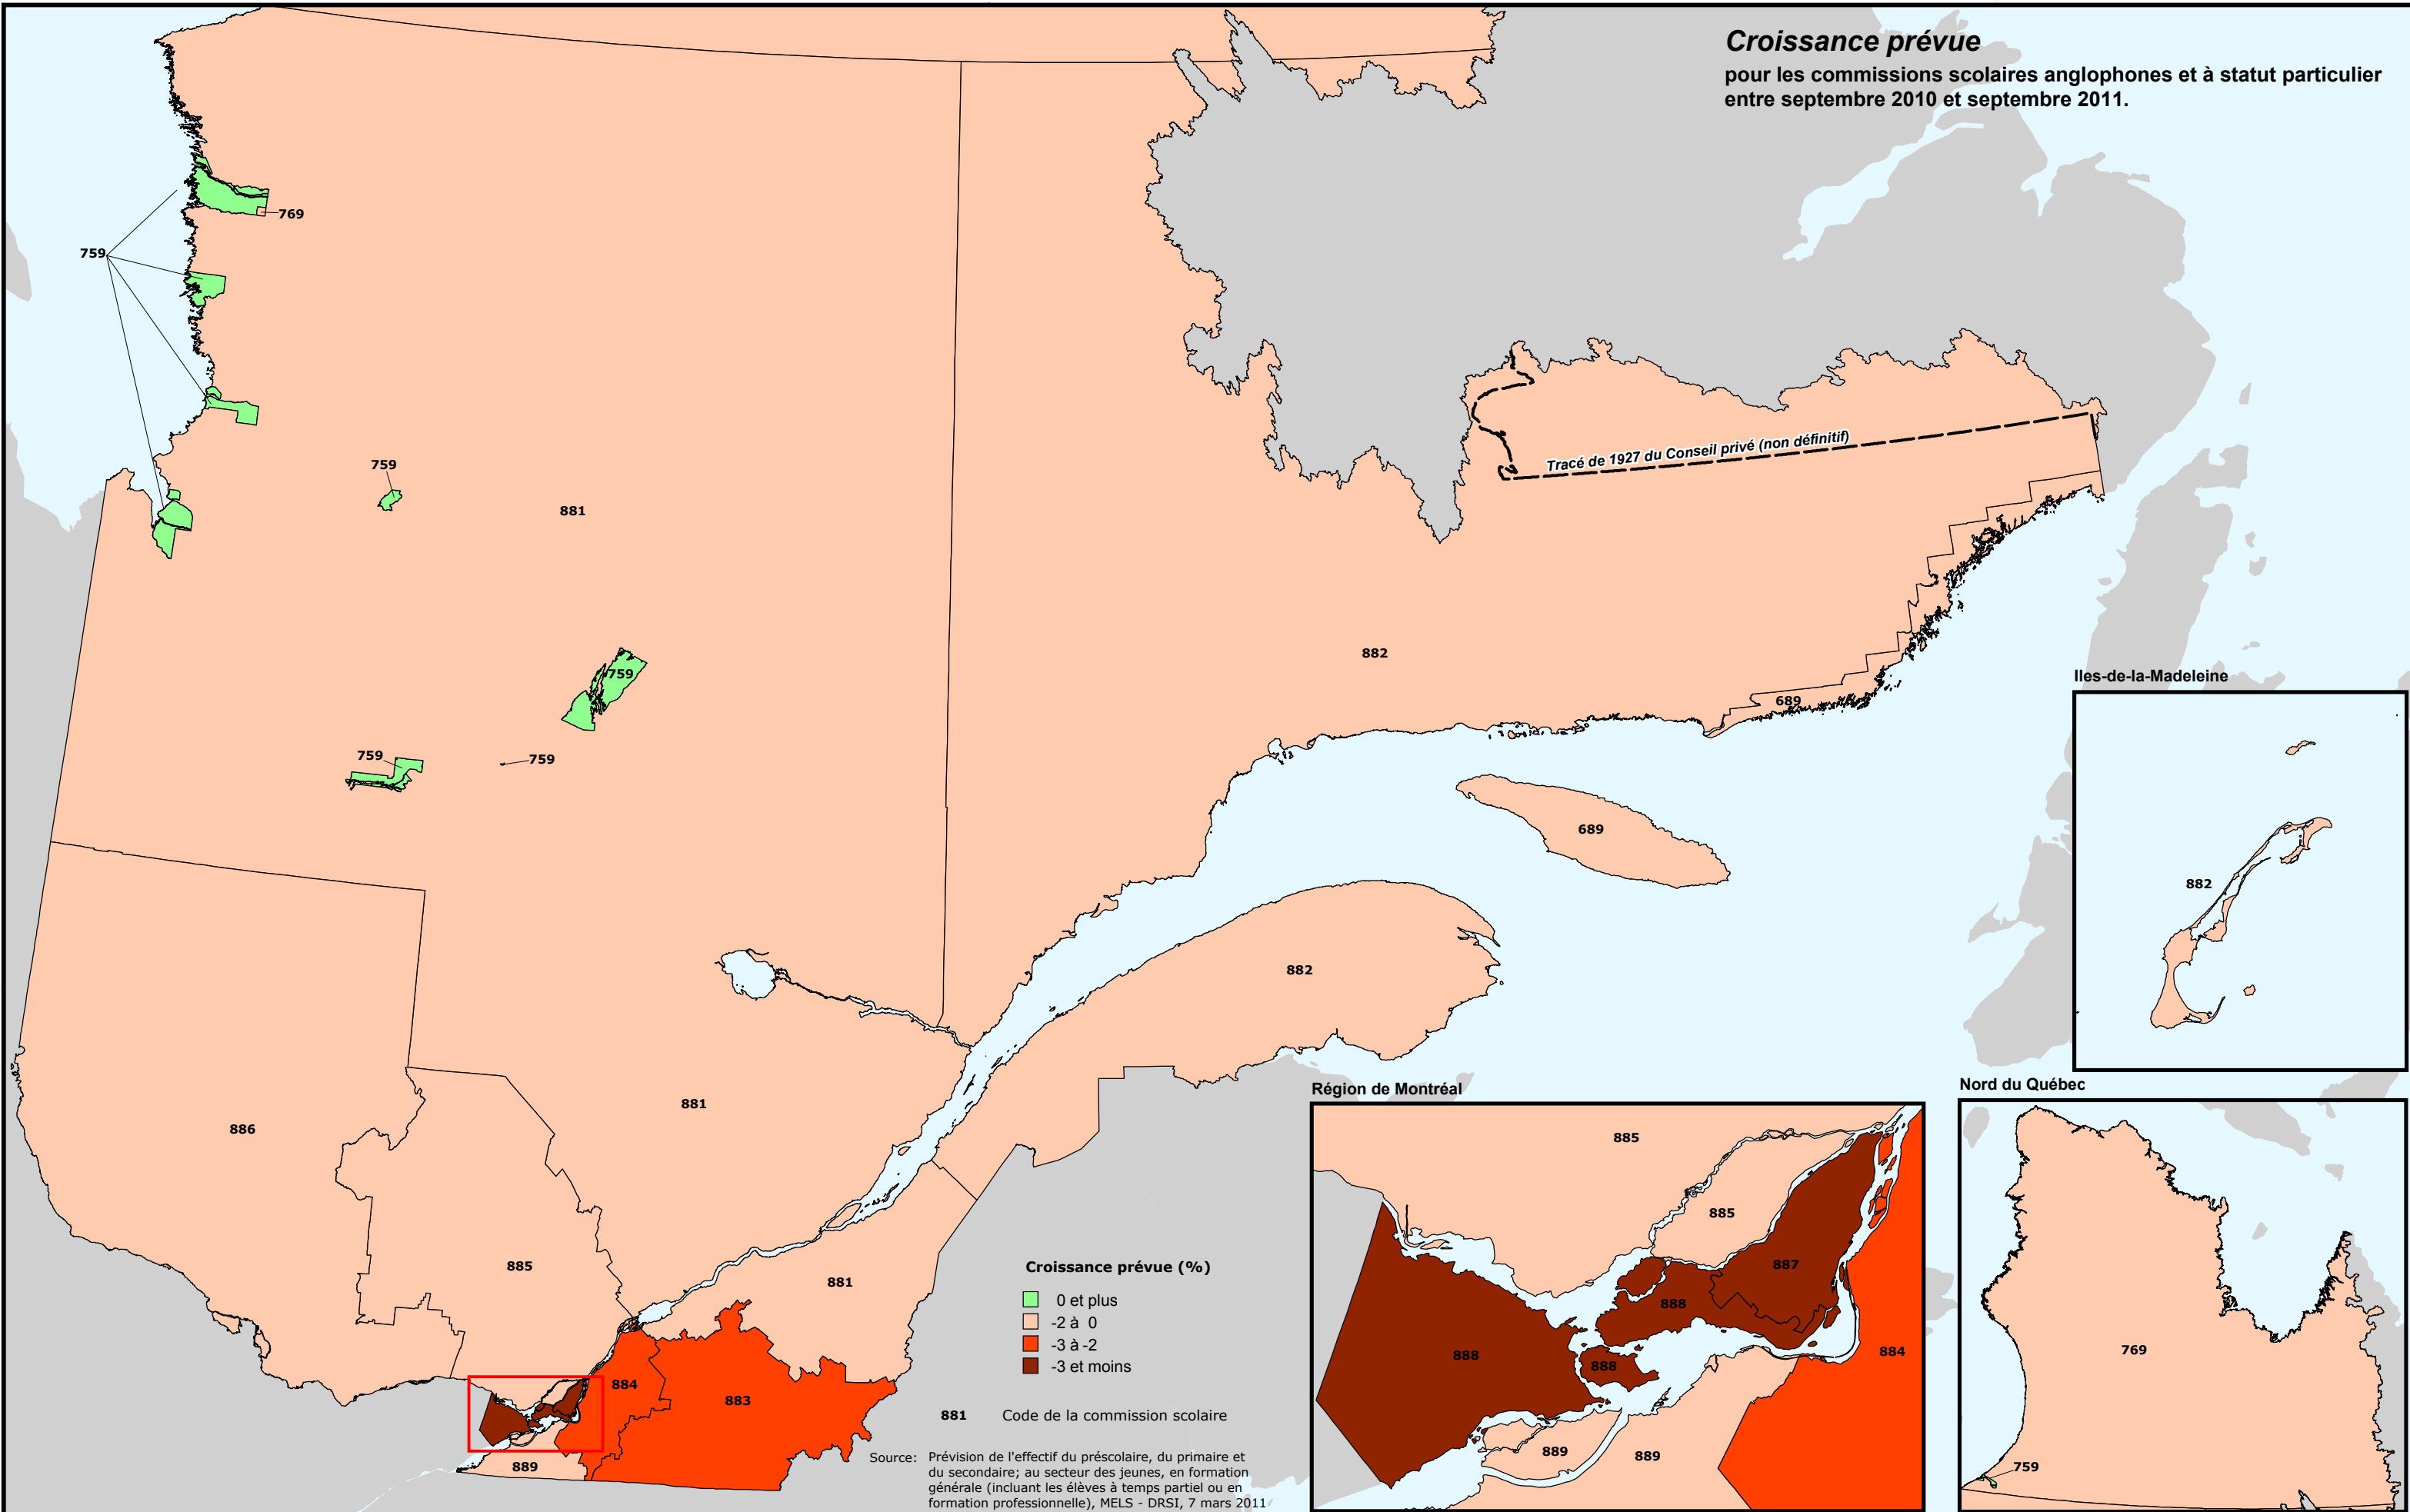 Croissance prévue
pour les commissions scolaires anglophones et à statut particulier
entre septembre 2010 et septembre 2011.
769
759
759
881
Tracé de 1927 du Conseil privé (non définitif)
882
759
689
759
759
689
882
886
881
885
881
884
883
889
Iles-de-la-Madeleine
882
Région de Montréal
885
885
887
888
888
888
884
889
889
Nord du Québec
769
759
Croissance prévue (%)
0 et plus
-2 à 0
-3 à -2
-3 et moins
881 Code de la commission scolaire
Source: Prévision de l'effectif du préscolaire, du primaire et
du secondaire; au secteur des jeunes, en formation
générale (incluant les élèves à temps partiel ou en
formation professionnelle), MELS - DRSI, 7 mars 2011